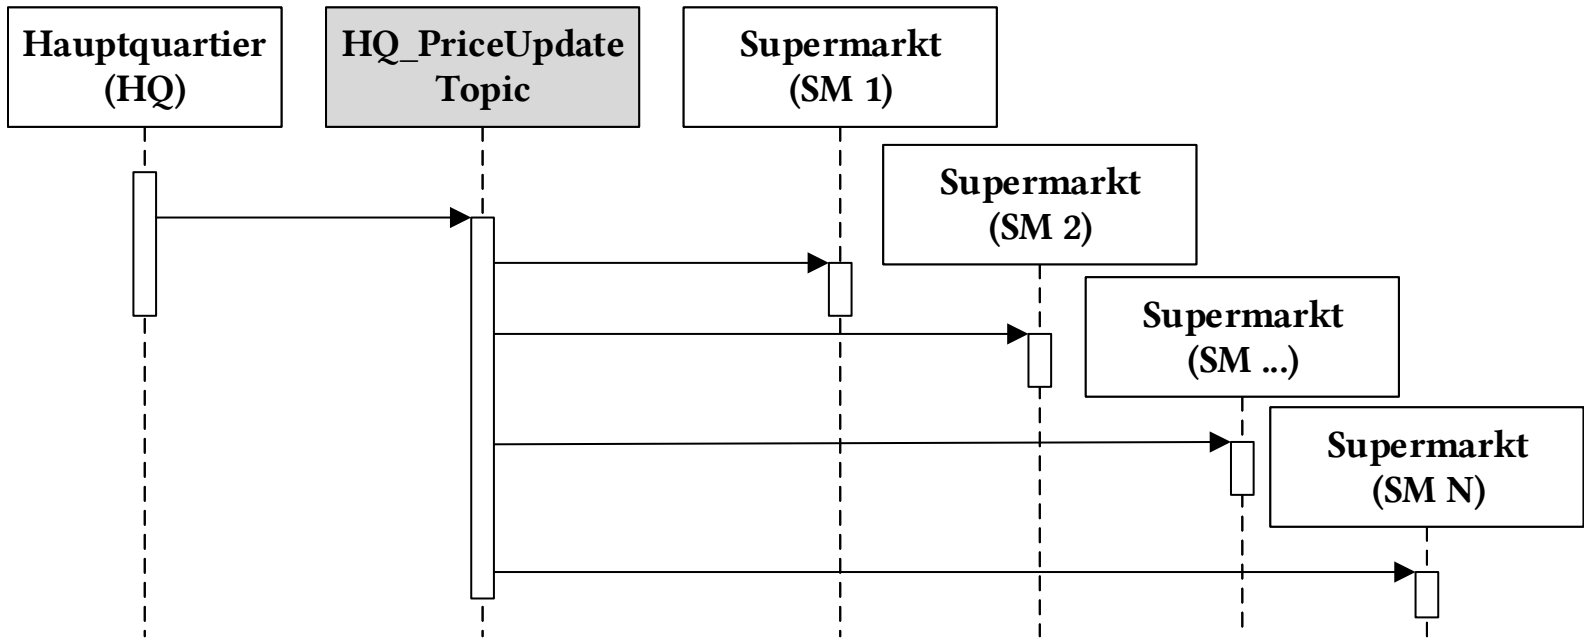 Hauptquartier
(HQ)
HQ_PriceUpdate
Topic
Supermarkt
(SM 1)
Supermarkt
(SM 2)
Supermarkt
(SM ...)
Supermarkt
(SM N)